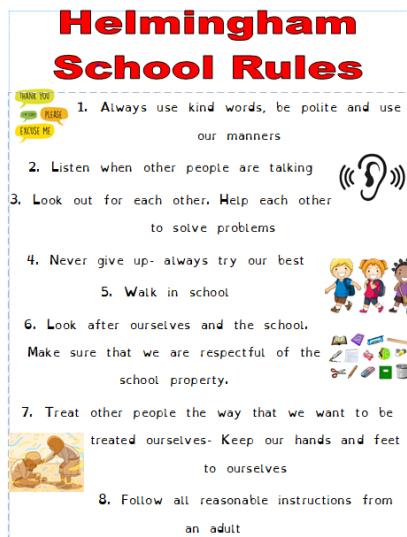 Helmingham
School Rules
THANK YOU
PLEASE
EXCUSE ME
1. Always use kind words, be polite and use
our manners
2. Listen when other people are talking
3. Look out for each other. Help each other
to solve problems
4. Never give up- always try our best
5. Walk in school
6. Look after ourselves and the school.
Make sure that we are respectful of the
school property.
7. Treat other people the way that we want to be
treated ourselves- Keep our hands and feet
to ourselves
8. Follow all reasonable instructions from
an adult